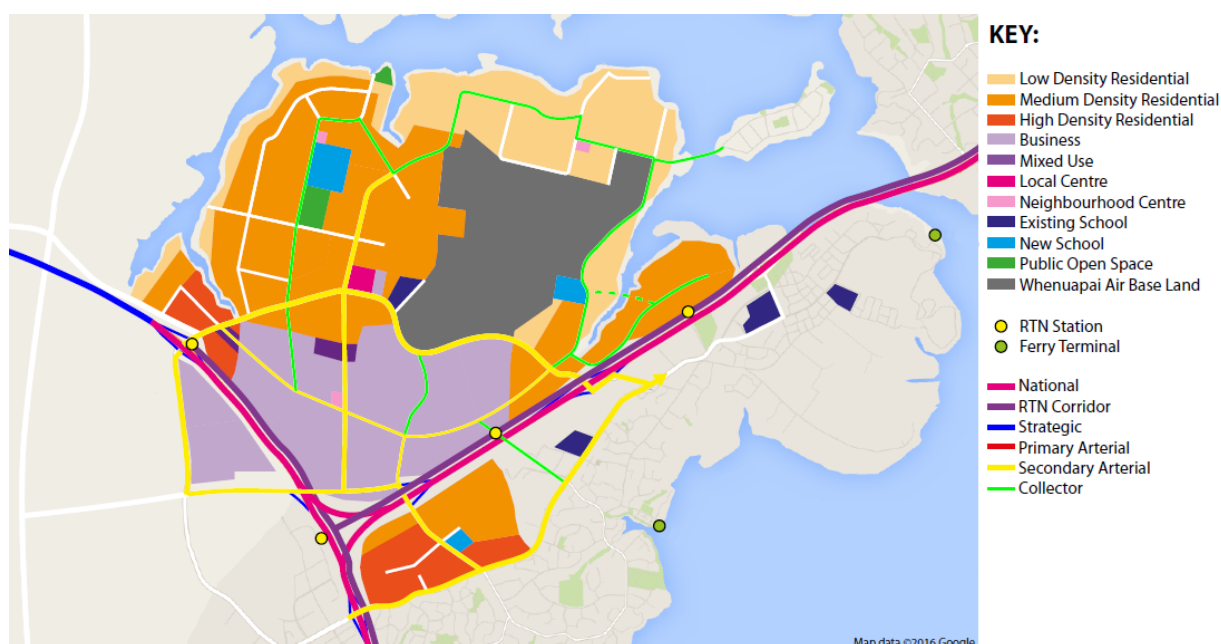 KEY:
Low Density Residential
Medium Density Residential
High Density Residential
Business
Mixed Use
Local Centre
Neighbourhood Centre
Existing School
New School
Public Open Space
Whenuapai Air Base Land
RTN Station
Ferry Terminal
National
RTN Corridor
Strategic
Primary Arterial
Secondary Arterial
Collector
Map data ©2016 Google